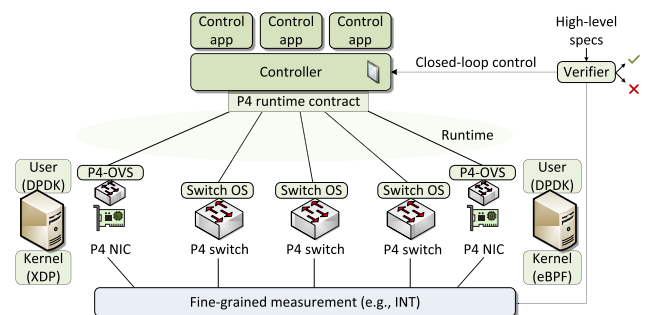 Control
app
Control
app
Control
app
High-level
specs
Controller
Closed-loop control
Verifier
P4 runtime contract
Runtime
User
(DPDK)
P4-OVS
Switch OS
Switch OS
Switch OS
P4-OVS
User
(DPDK)
Kernel
(XDP)
P4 NIC
P4 switch
P4 switch
P4 switch
P4 NIC
Kernel
(eBPF)
Fine-grained measurement (e.g., INT)